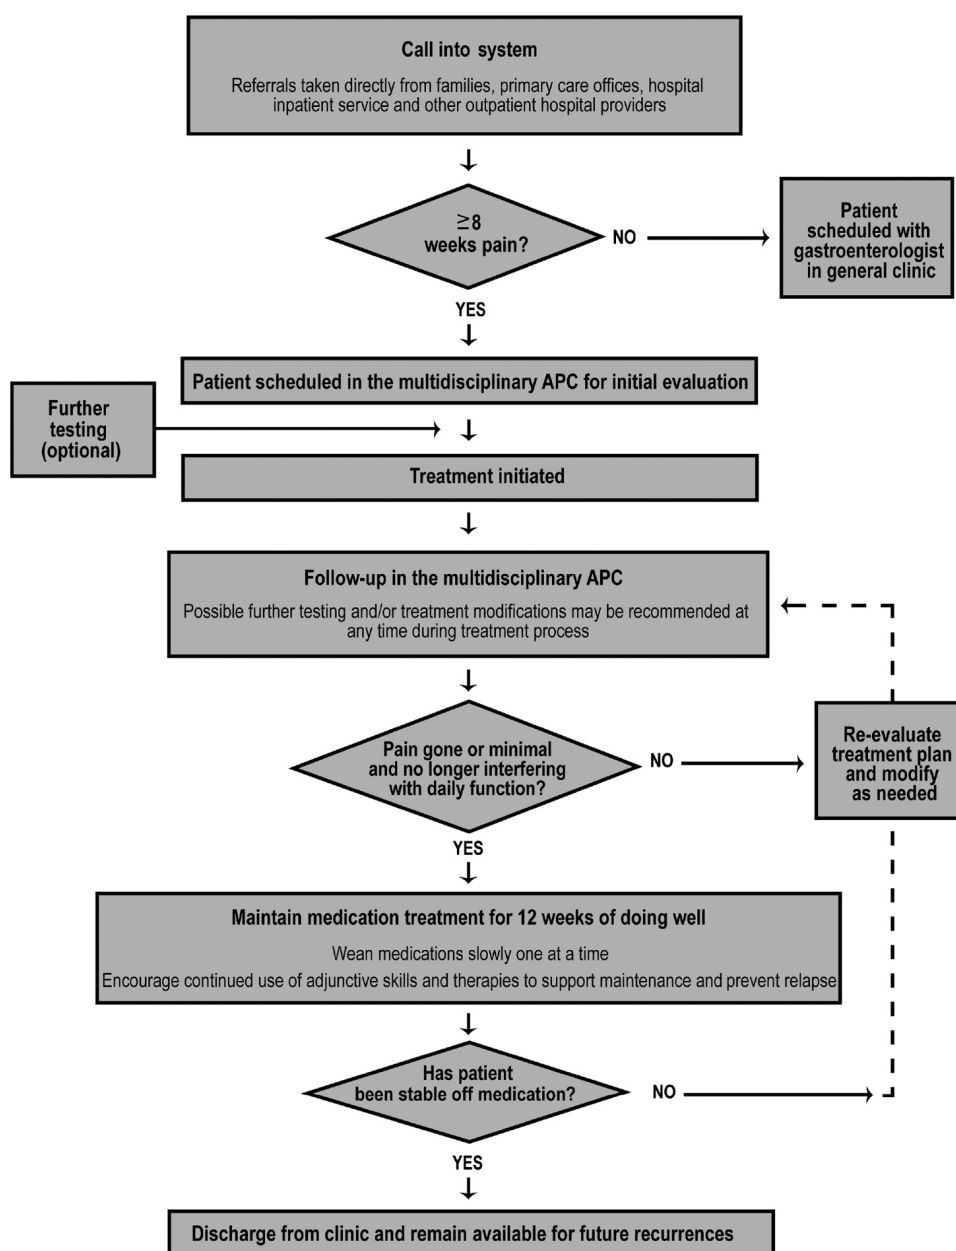 Call into system
Referrals taken directly from families, primary care offices, hospital
inpatient service and other outpatient hospital providers
≧8
weeks pain?
NO
Patient
scheduled with
gastroenterologist
in general clinic
YES
Patient scheduled in the multidisciplinary APC for initial evaluation
Further
testing
(optional)
Treatment initiated
Follow-up in the multidisciplinary APC
Possible further testing and/or treatment modifications may be recommended at
any time during treatment process
Pain gone or minimal
and no longer interfering
with daily function?
NO
Re-evaluate
treatment plan
and modify
as needed
YES
Maintain medication treatment for 12 weeks of doing well
Wean medications slowly one at a time
Encourage continued use of adjunctive skills and therapies to support maintenance and prevent relapse
Has patient
been stable off medication?
NO
YES
Discharge from clinic and remain available for future recurrences